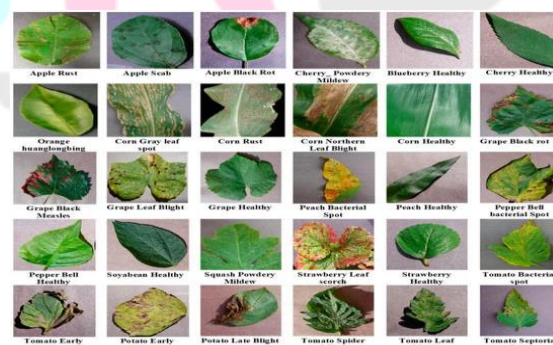 Apple Rust
Apple Scab
Apple Black Rot
Cherry_ Powdery
Mildew
Blueberry Healthy
Cherry Healthy
Orange
huanglongbing
Corn Gray leaf
spot
Corn Rust
Corn Northern
Leaf Blight
Corn Healthy
Grape Black rot
Grape Black
Measles
Grape Leaf Blight
Grape Healthy
Peach Bacterial
Spot
Peach Healthy
Pepper Bell
bacterial Spot
Pepper Bell
Healthy
Soyabean Healthy
Squash Powdery
Mildew
Strawberry Leaf
scorch
Strawberry
Healthy
Tomato Bacteria
spot
Tomato Early
Potato Early
Potato Late Blight
Tomato Spider
Tomato Leaf
Tomato Septoria